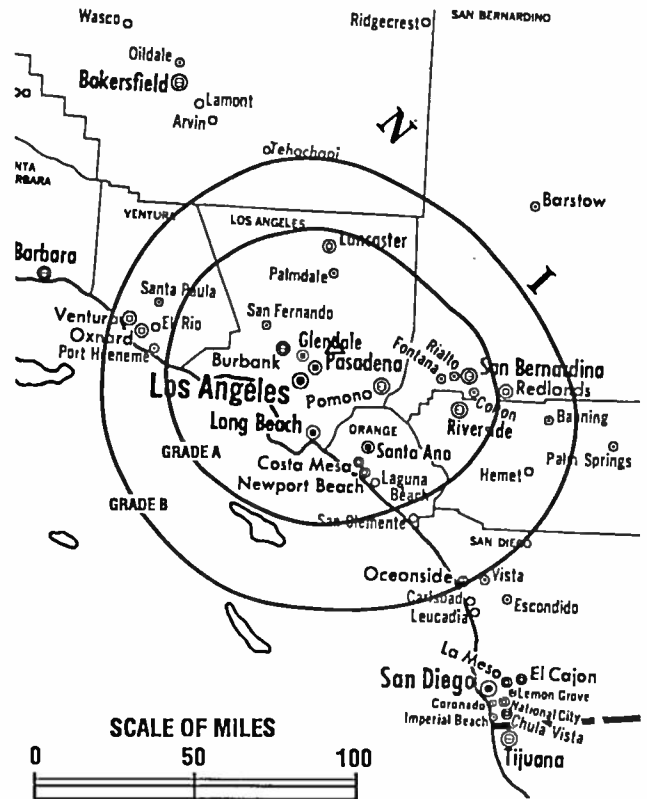 Wasco
Ridgecrest
SAN BERNARDINO
Oildale
Bakersfield
Lamont
Arvin
N
Tehachapi
NTA
RBARA
VENTURA
LOS ANGELES
Barstow
Lancaster
Barbara
Palmdale
I
Santa Paula
San Fernando
Ventura
El Rio
Oxnard
Port Hueneme
Glendale
Burbank
Pasadena
Rialto
Fontana
San Bernardino
Los Angeles
Pomona
Redlands
Colton
Banning
Long Beach
ORANGE
Riverside
GRADE A
Santa Ana
Palm Springs
Costa Mesa
Newport Beach
Laguna
Beach
Hemet
GRADE B
San Clemente
SAN DIEGO
Oceanside
Vista
Carlsbad
Escondido
Leucadia
La Mesa
El Cajon
San Diego
Lemon Grove
Coronado
National City
Imperial Beach
Chula Vista
Tijuana
SCALE OF MILES
0 50 100